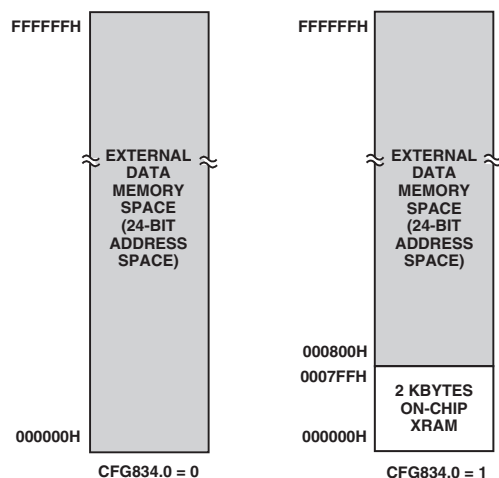 FFFFFFH
EXTERNAL
DATA
MEMORY
SPACE
(24-BIT
ADDRESS
SPACE)
000000H
CFG834.0 = 0
FFFFFFH
EXTERNAL
DATA
MEMORY
SPACE
(24-BIT
ADDRESS
SPACE)
000800H
0007FFH
2 KBYTES
ON-CHIP
XRAM
000000H
CFG834.0 = 1